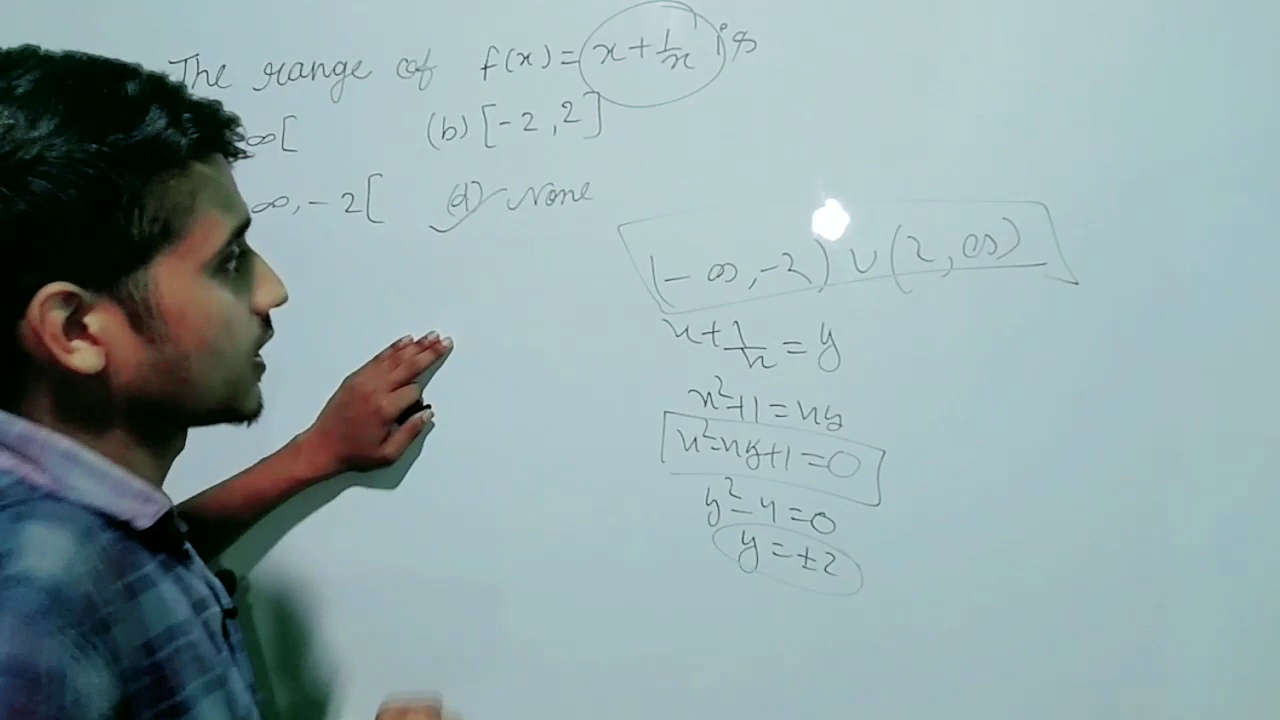 The range of f(x) = x + 1/x is
∞[ (b) [-2, 2]
∞, -2[ (d) None
(-∞, -2) ∪ (2, ∞)
x + 1/x = y
x² + 1 = xy
x² - xy + 1 = 0
y² - 4 = 0
y = ±2